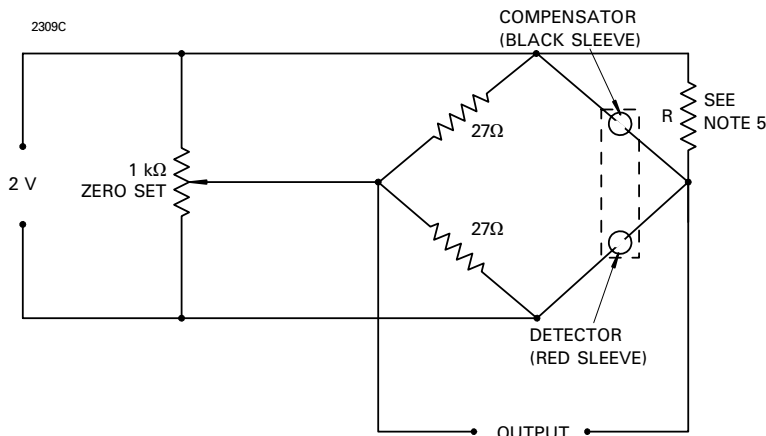 2309C
COMPENSATOR
(BLACK SLEEVE)
27Ω
R
SEE
NOTE 5
2 V
1 kΩ
ZERO SET
27Ω
DETECTOR
(RED SLEEVE)
OUTPUT